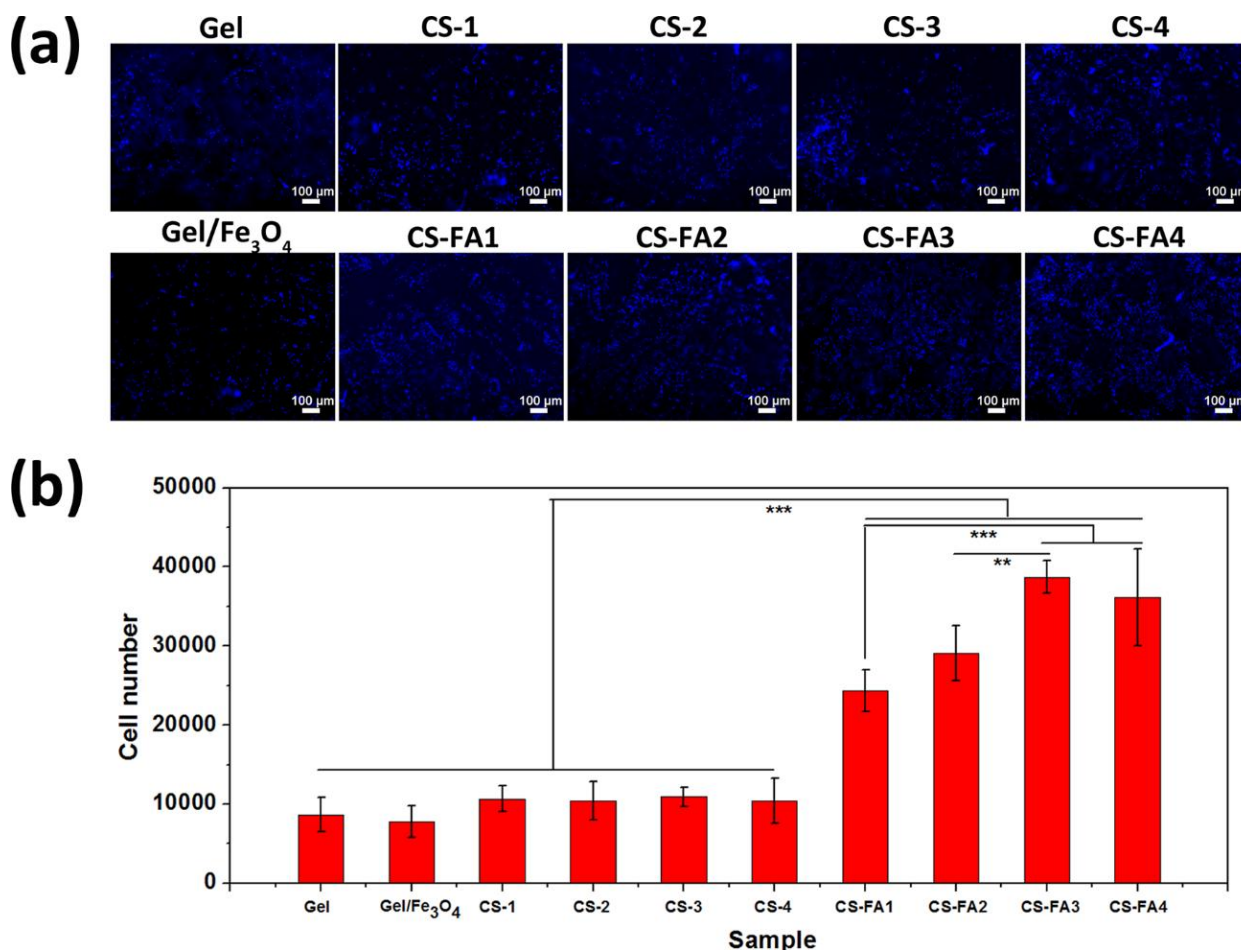 (a)
Gel CS-1 CS-2 CS-3 CS-4
100 µm 100 µm 100 µm 100 µm 100 µm
Gel/Fe₃O₄ CS-FA1 CS-FA2 CS-FA3 CS-FA4
100 µm 100 µm 100 µm 100 µm 100 µm
(b)
50000
***
***
40000
**
30000
20000
10000
0
Cell number
Gel Gel/Fe₃O₄ CS-1 CS-2 CS-3 CS-4 CS-FA1 CS-FA2 CS-FA3 CS-FA4
Sample